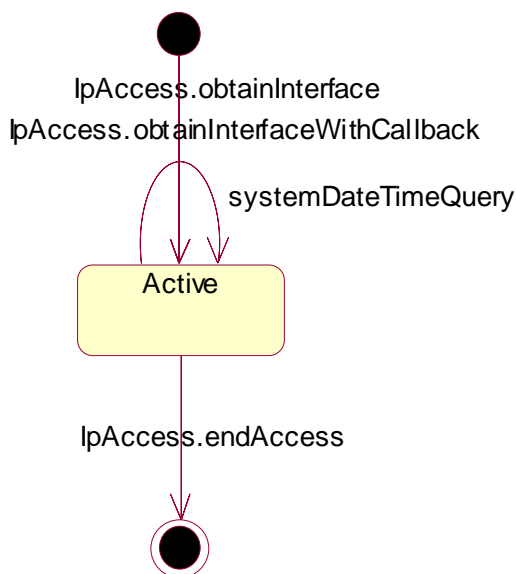 IpAccess.obtainInterface
IpAccess.obtainInterfaceWithCallback
systemDateTimeQuery
Active
IpAccess.endAccess